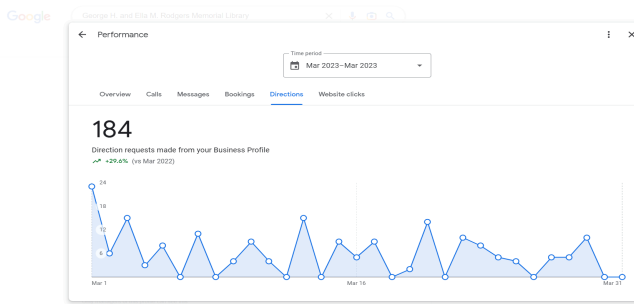 Google
George H. and Ella M. Rodgers Memorial Library
Performance
Time period
Mar 2023–Mar 2023
Overview Calls Messages Bookings Directions Website clicks
184
Direction requests made from your Business Profile
+29.6% (vs Mar 2022)
24
18
12
6
Mar 1 Mar 16 Mar 31